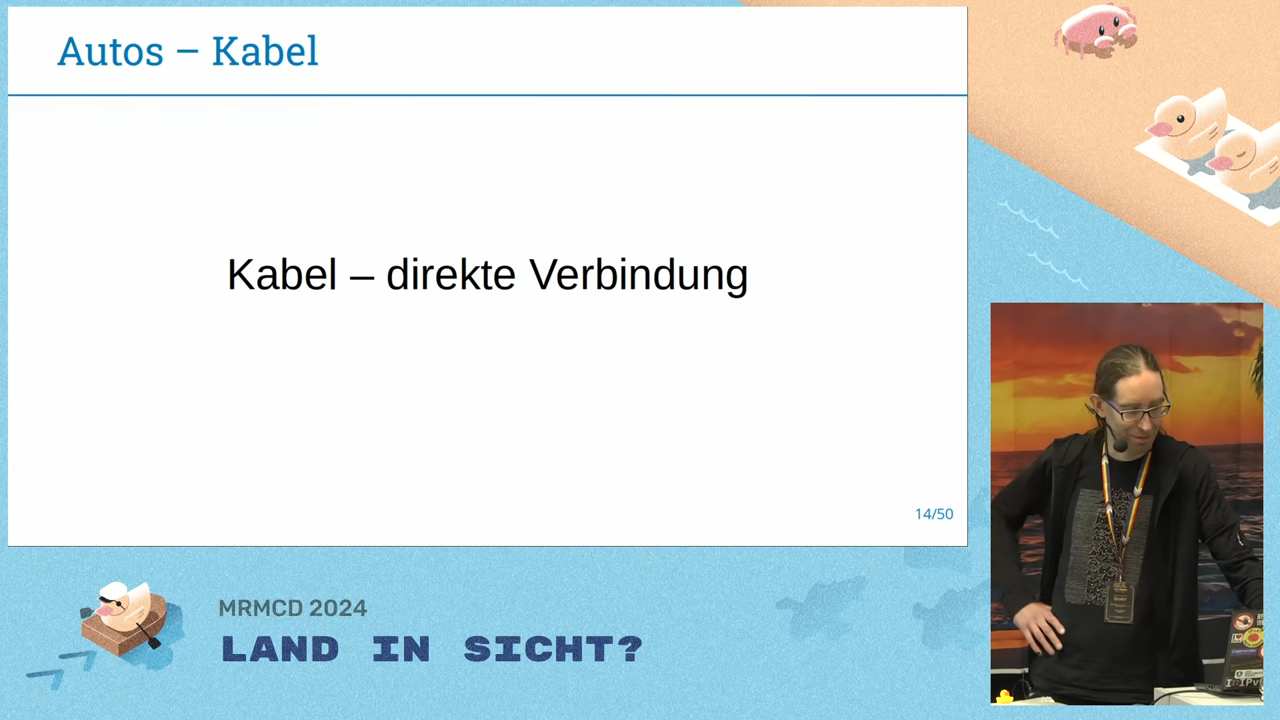 Autos – Kabel
Kabel – direkte Verbindung
14/50
MRMCD 2024
LAND IN SICHT?